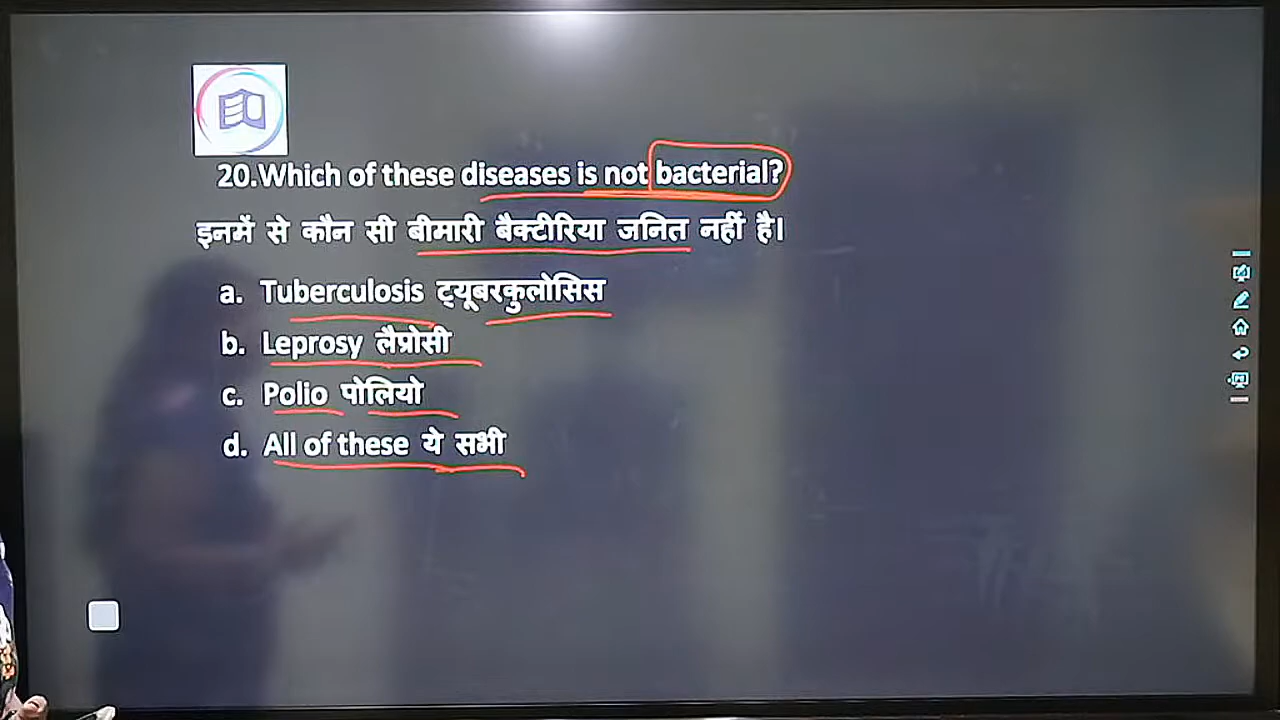 20.Which of these diseases is not bacterial?
इनमें से कौन सी बीमारी बैक्टीरिया जनित नहीं है।
a. Tuberculosis ट्यूबरकुलोसिस
b. Leprosy लैप्रोसी
c. Polio पोलियो
d. All of these ये सभी